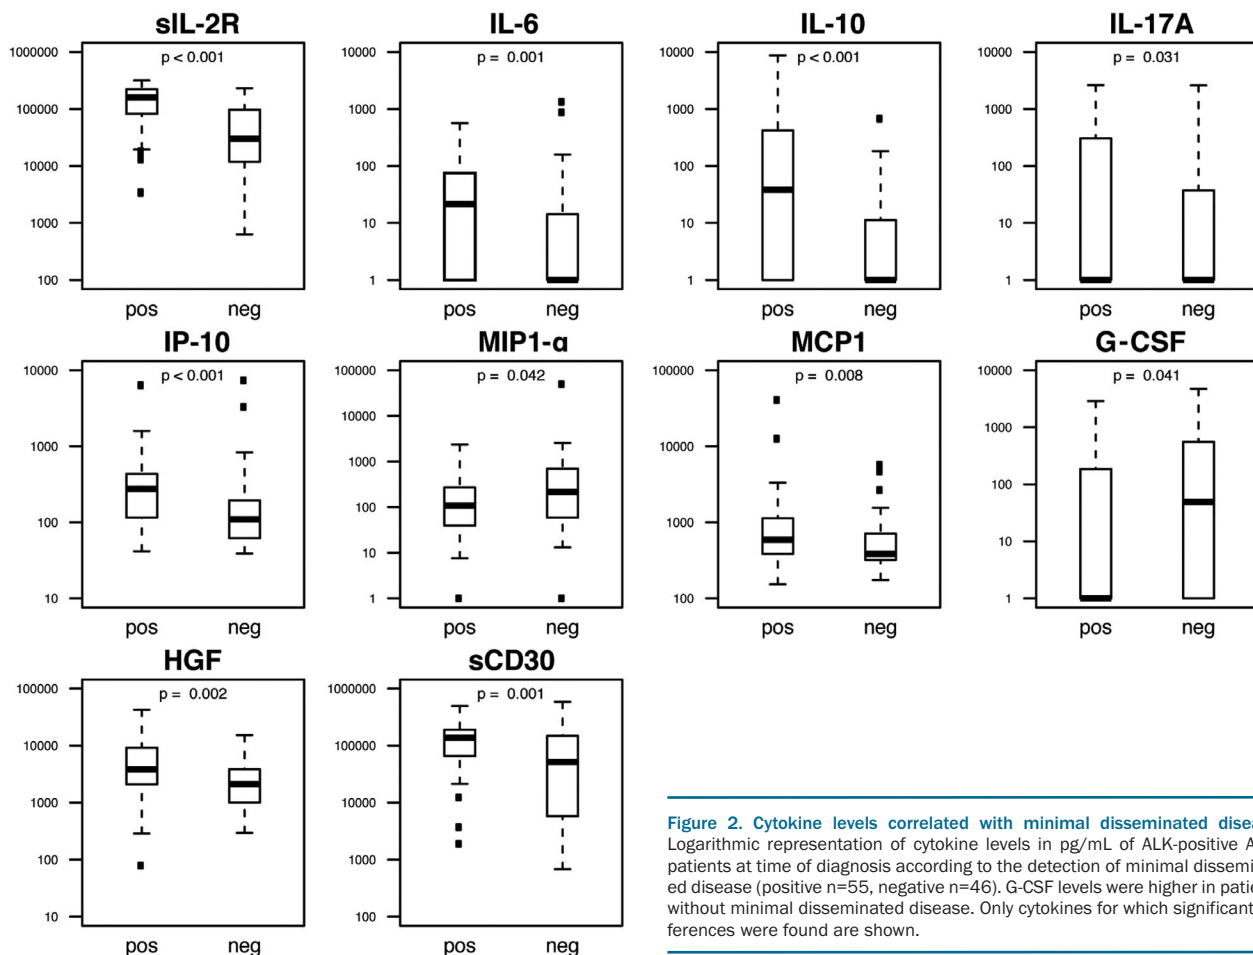 sIL-2R
p < 0.001
1000000
100000
10000
1000
100
pos neg
IL-6
p = 0.001
10000
1000
100
10
1
pos neg
IL-10
p <0.001
10000
1000
100
10
1
pos neg
IL-17A
p = 0.031
10000
1000
100
10
1
pos neg
IP-10
p <0.001
10000
1000
100
10
pos neg
MIP1-α
p = 0.042
100000
10000
1000
100
10
1
pos neg
MCP1
p = 0.008
100000
10000
1000
100
pos neg
G-CSF
p = 0.041
10000
1000
100
10
1
pos neg
HGF
p = 0.002
100000
10000
1000
100
10
sCD30
p = 0.001
1000000
100000
10000
1000
100
Figure 2. Cytokine levels correlated with minimal disseminated disea
Logarithmic representation of cytokine levels in pg/mL of ALK-positive A
patients at time of diagnosis according to the detection of minimal dissemi
ed disease (positive n=55, negative n=46). G-CSF levels were higher in patie
without minimal disseminated disease. Only cytokines for which significant
ferences were found are shown.